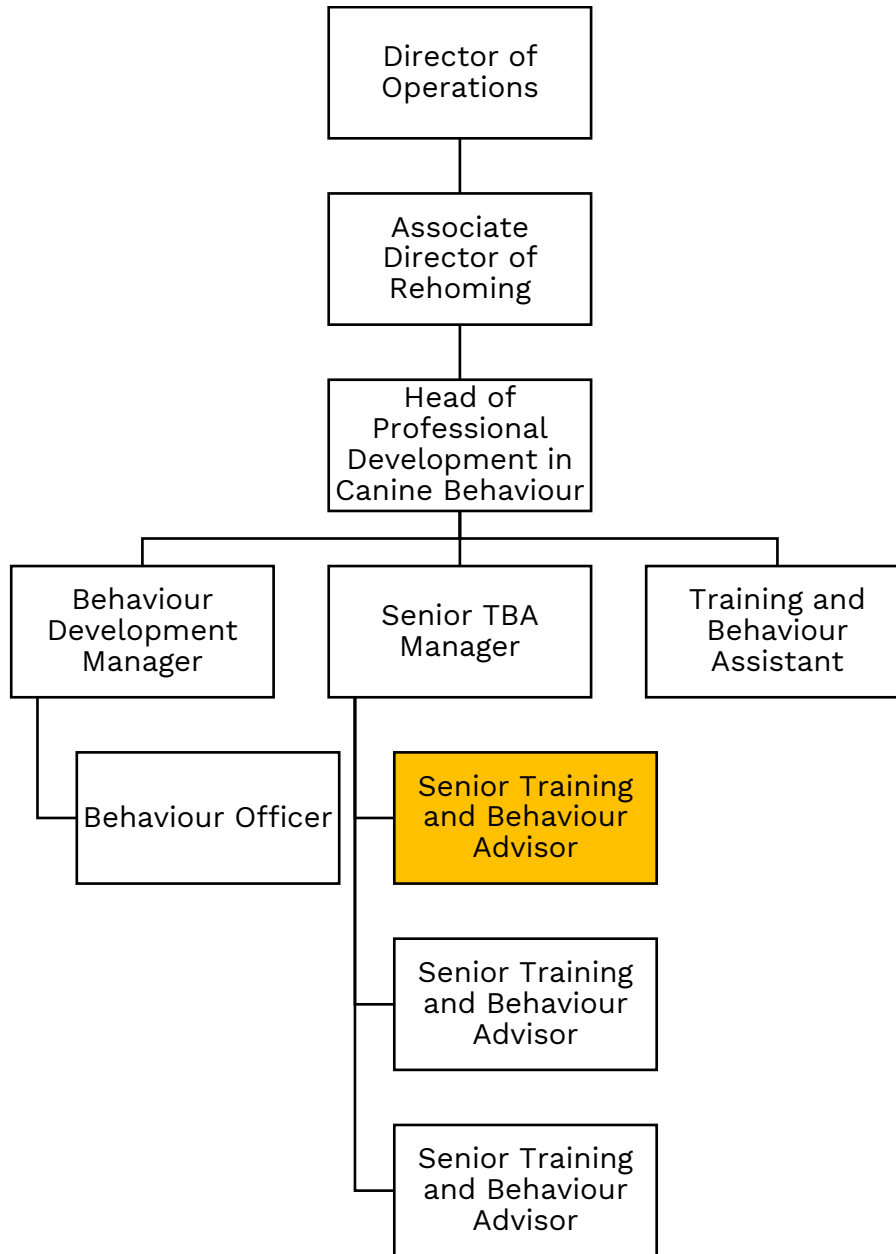 Director of
Operations
Associate
Director of
Rehoming
Head of
Professional
Development in
Canine Behaviour
Behaviour
Development
Manager
Senior TBA
Manager
Training and
Behaviour
Assistant
Behaviour Officer
Senior Training
and Behaviour
Advisor
Senior Training
and Behaviour
Advisor
Senior Training
and Behaviour
Advisor